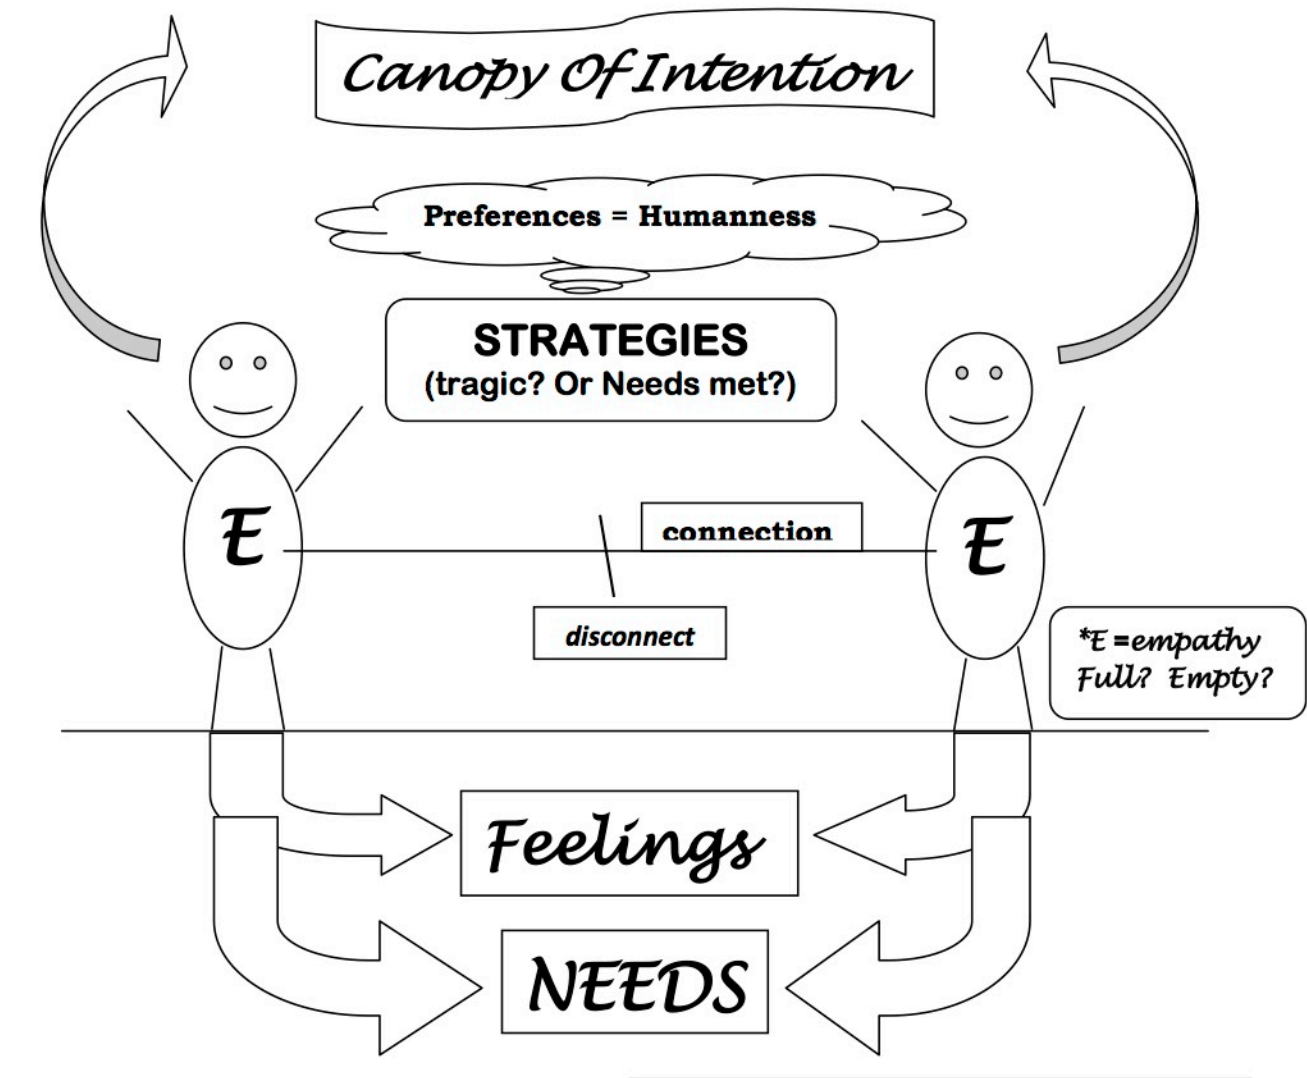 Canopy Of Intention
Preferences = Humanness
STRATEGIES
(tragic? Or Needs met?)
E
E
connection
disconnect
*E =empathy
Full? Empty?
Feelings
NEEDS